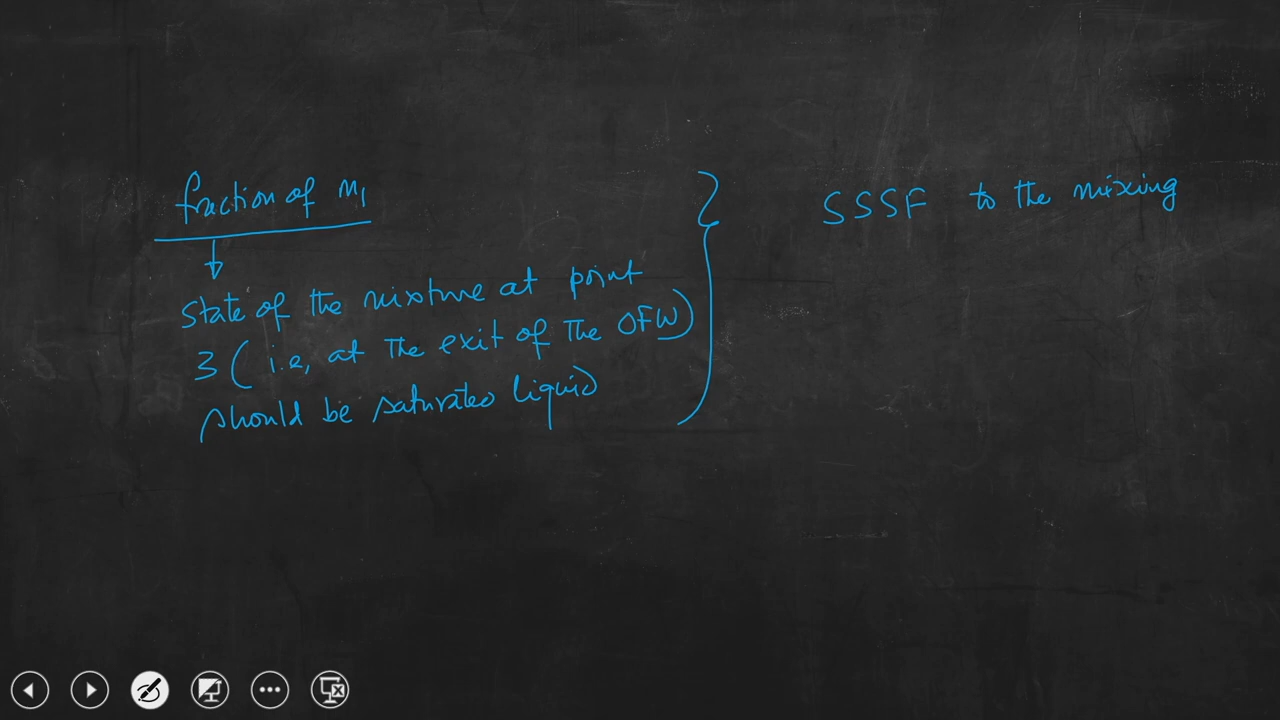 fraction of m1
State of the mixture at point
3 (i.e, at the exit of the OFW)
should be saturated liquid
SSSF to the mixing